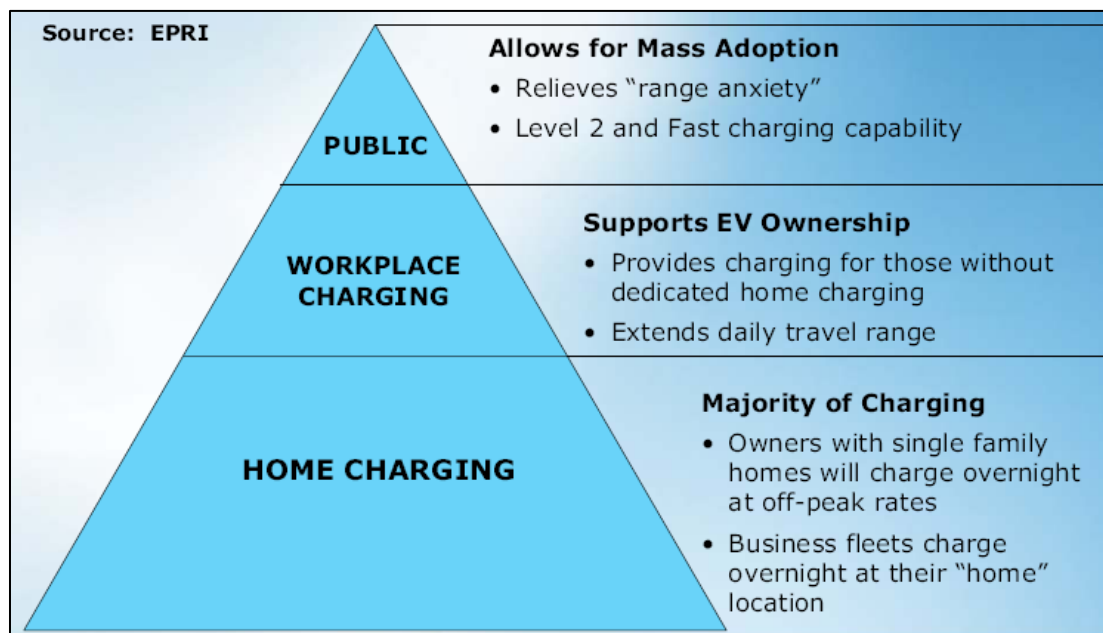 Source: EPRI
PUBLIC
Allows for Mass Adoption
• Relieves “range anxiety”
• Level 2 and Fast charging capability
WORKPLACE
CHARGING
Supports EV Ownership
• Provides charging for those without
dedicated home charging
• Extends daily travel range
HOME CHARGING
Majority of Charging
• Owners with single family
homes will charge overnight
at off-peak rates
• Business fleets charge
overnight at their “home”
location